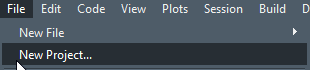 File Edit Code View Plots Session Build D
New File
New Project...